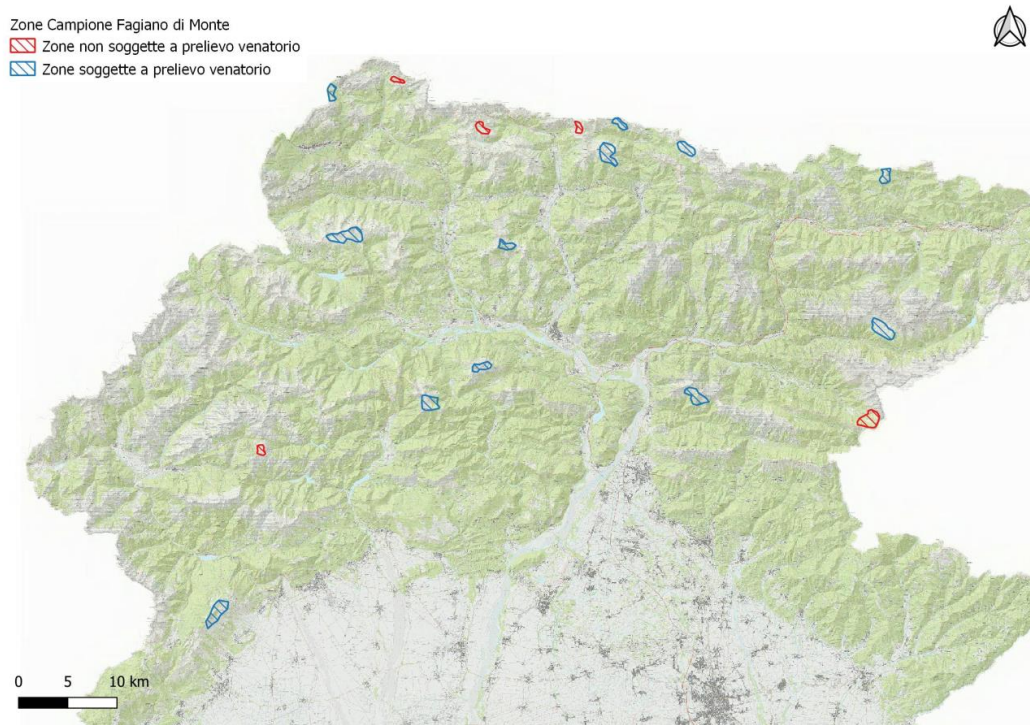 Zone Campione Fagiano di Monte
Zone non soggette a prelievo venatorio
Zone soggette a prelievo venatorio
0 5 10 km